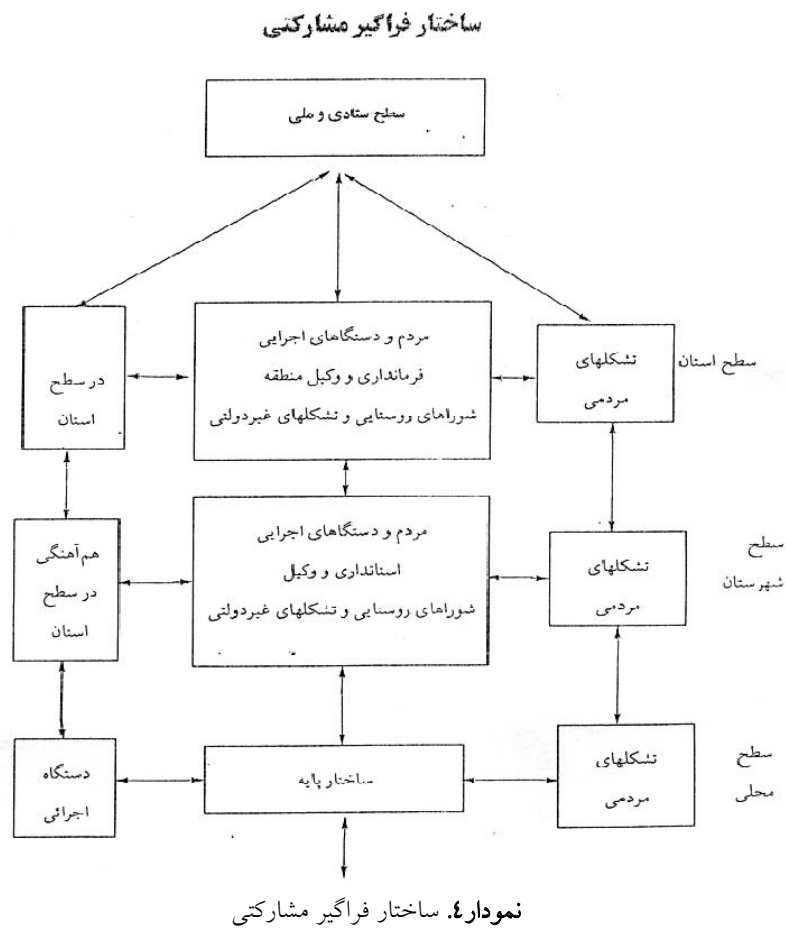 ساختار فراگیر مشارکتی
سطح ستادی و ملی
سطح استان
تشکلهای
مردمی
مردم و دستگاهای اجرایی
فرمانداری و وکیل منطقه
شوراهای روستایی و تشکلهای غیردولتی
در سطح
استان
سطح
شهرستان
تشکلهای
مردمی
مردم و دستگاهای اجرایی
استانداری و وکیل
شوراهای روستایی و تشکلهای غیردولتی
هم‌آهنگی
در سطح
استان
سطح
محلی
تشکلهای
مردمی
ساختار پایه
دستگاه
اجرائی
نمودار٤. ساختار فراگیر مشارکتی